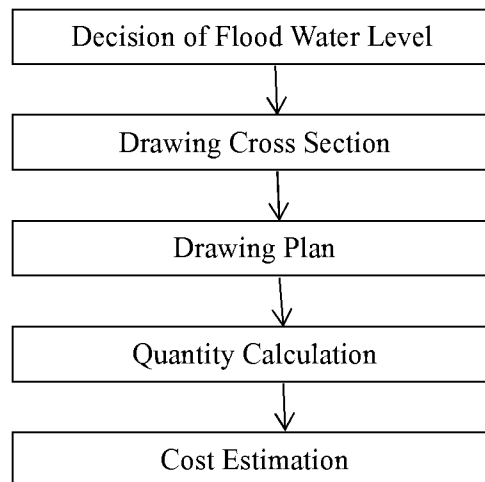 Decision of Flood Water Level
Drawing Cross Section
Drawing Plan
Quantity Calculation
Cost Estimation